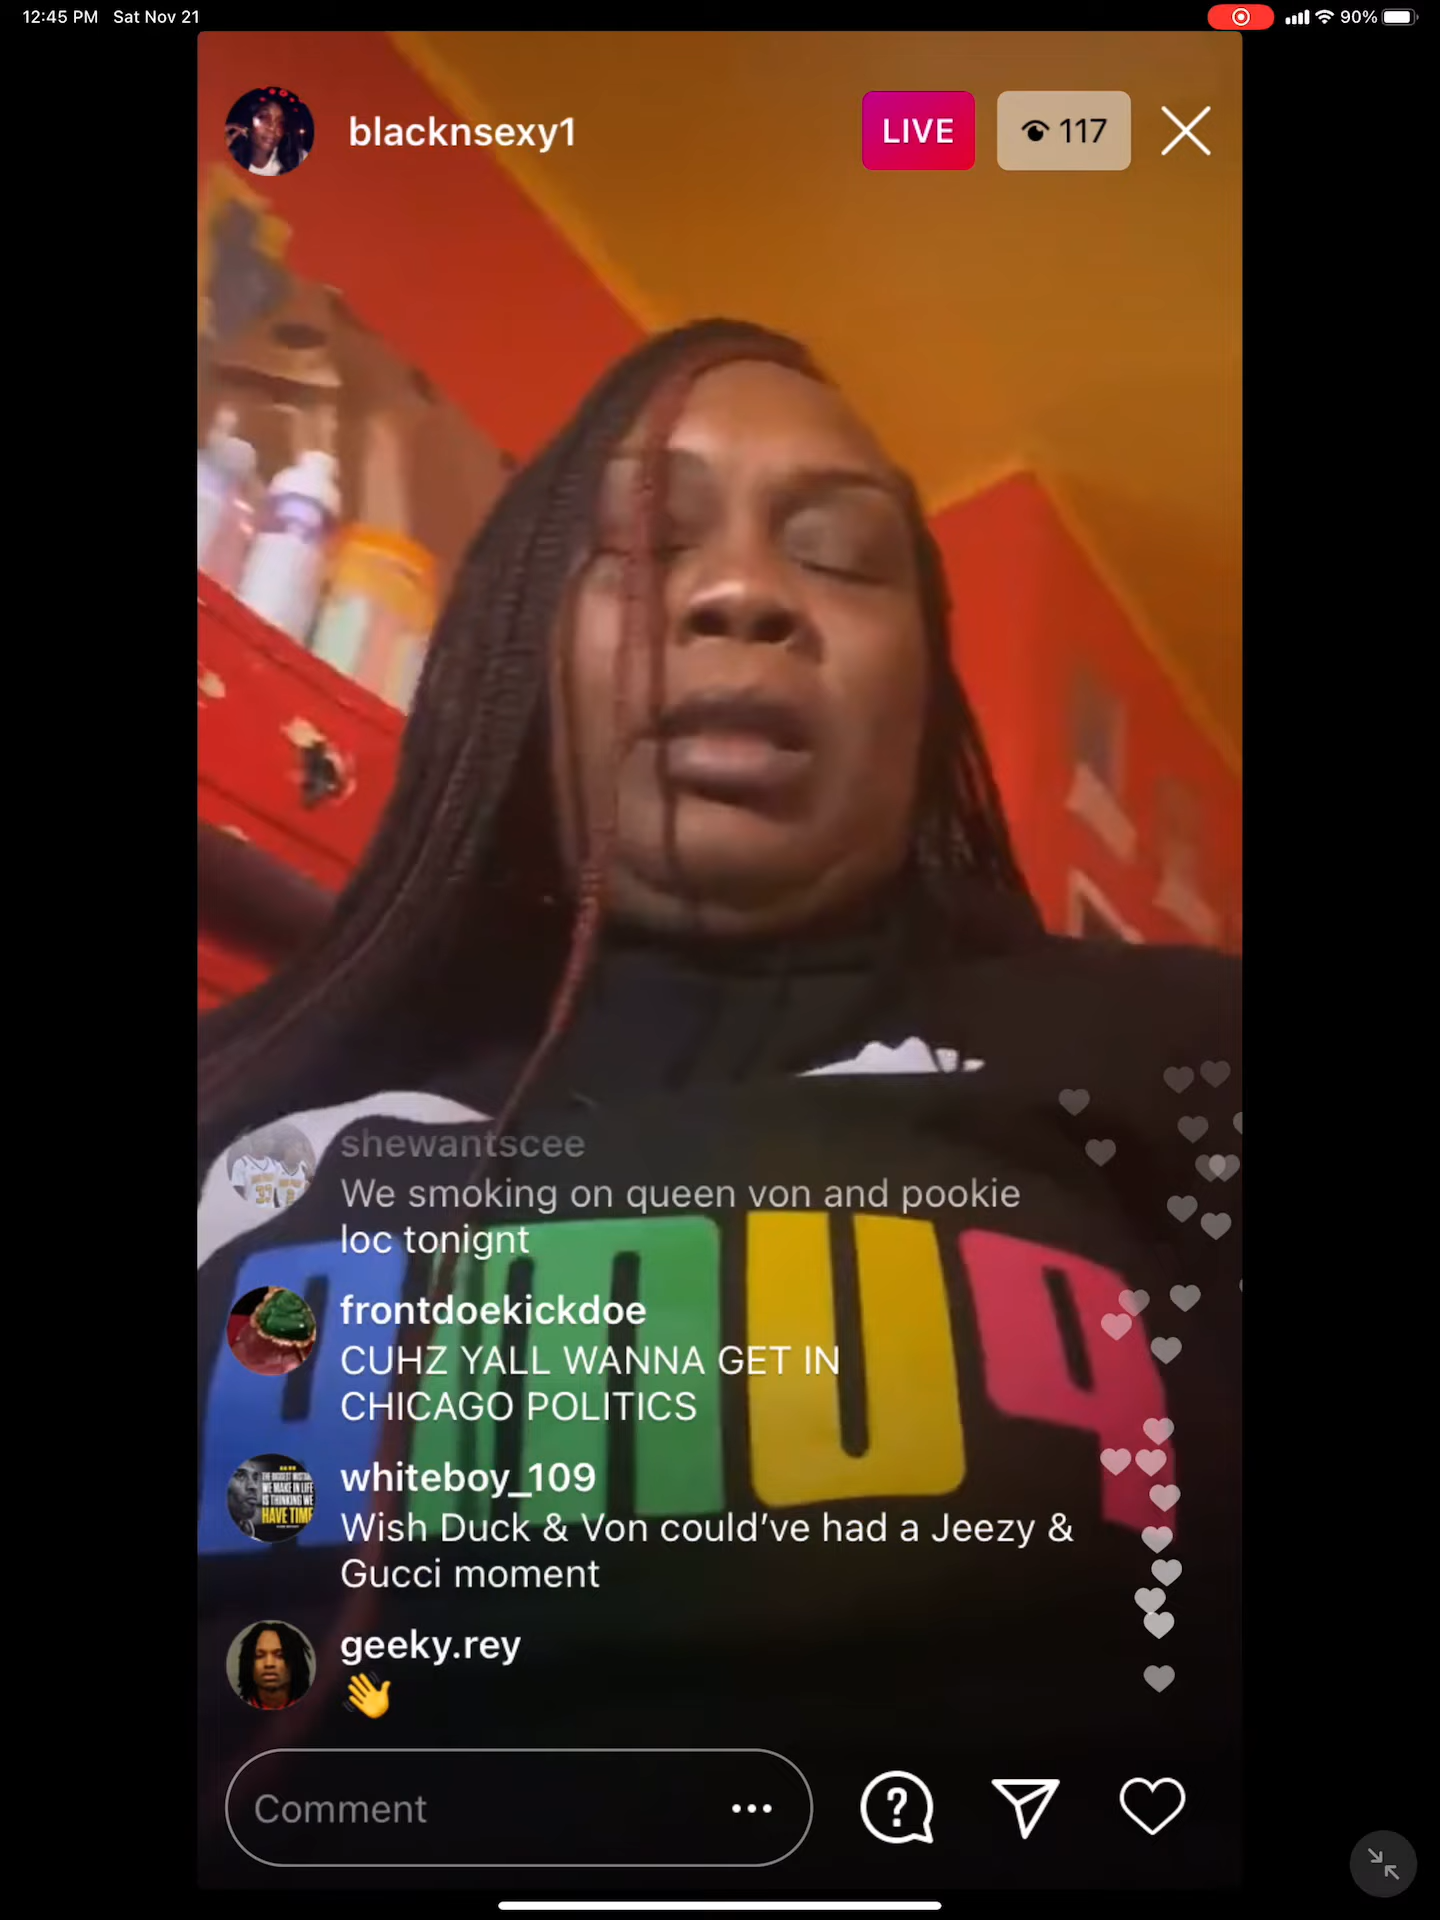 12:45 PM Sat Nov 21
90%
blacknsexy1
LIVE
117
shewantscee
We smoking on queen von and pookie
loc tonignt
frontdoekickdoe
CUHZ YALL WANNA GET IN
CHICAGO POLITICS
whiteboy_109
Wish Duck & Von could’ve had a Jeezy &
Gucci moment
geeky.rey
Comment